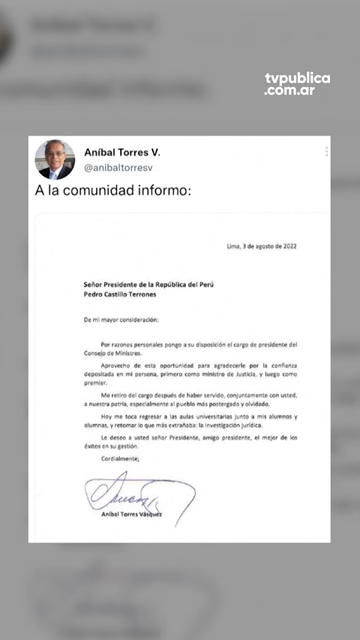 Aníbal Torres V.
tvpublica
.com.ar
comunidad informo:
Aníbal Torres V.
@anibaltorresv
A la comunidad informo:
Lima, 3 de agosto de 2022
Señor Presidente de la República del Perú
Pedro Castillo Terrones
De mi mayor consideración:
Por razones personales pongo a su disposición el cargo de presidente del
Consejo de Ministros.
Aprovecho de esta oportunidad para agradecerle por la confianza
depositada en mi persona, primero como ministro de Justicia, y luego como
premier.
Me retiro del cargo después de haber servido, conjuntamente con usted,
a nuestra patria, especialmente al pueblo más postergado y olvidado.
Hoy me toca regresar a las aulas universitarias junto a mis alumnos y
alumnas, y retomar lo que más extrañaba: la investigación jurídica.
Le deseo a usted señor Presidente, amigo presidente, el mejor de los
éxitos en su gestión.
Cordialmente;
Aníbal Torres Vásquez